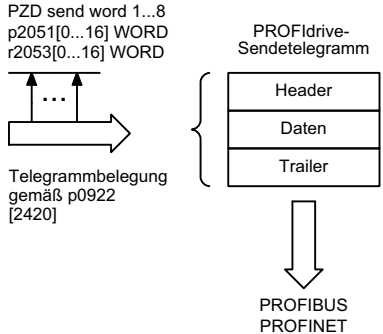 PZD send word 1...8
p2051[0...16] WORD
r2053[0...16] WORD
...
Telegrammbelegung
gemäß p0922
[2420]
PROFIdrive-
Sendetelegramm
Header
Daten
Trailer
PROFIBUS
PROFINET